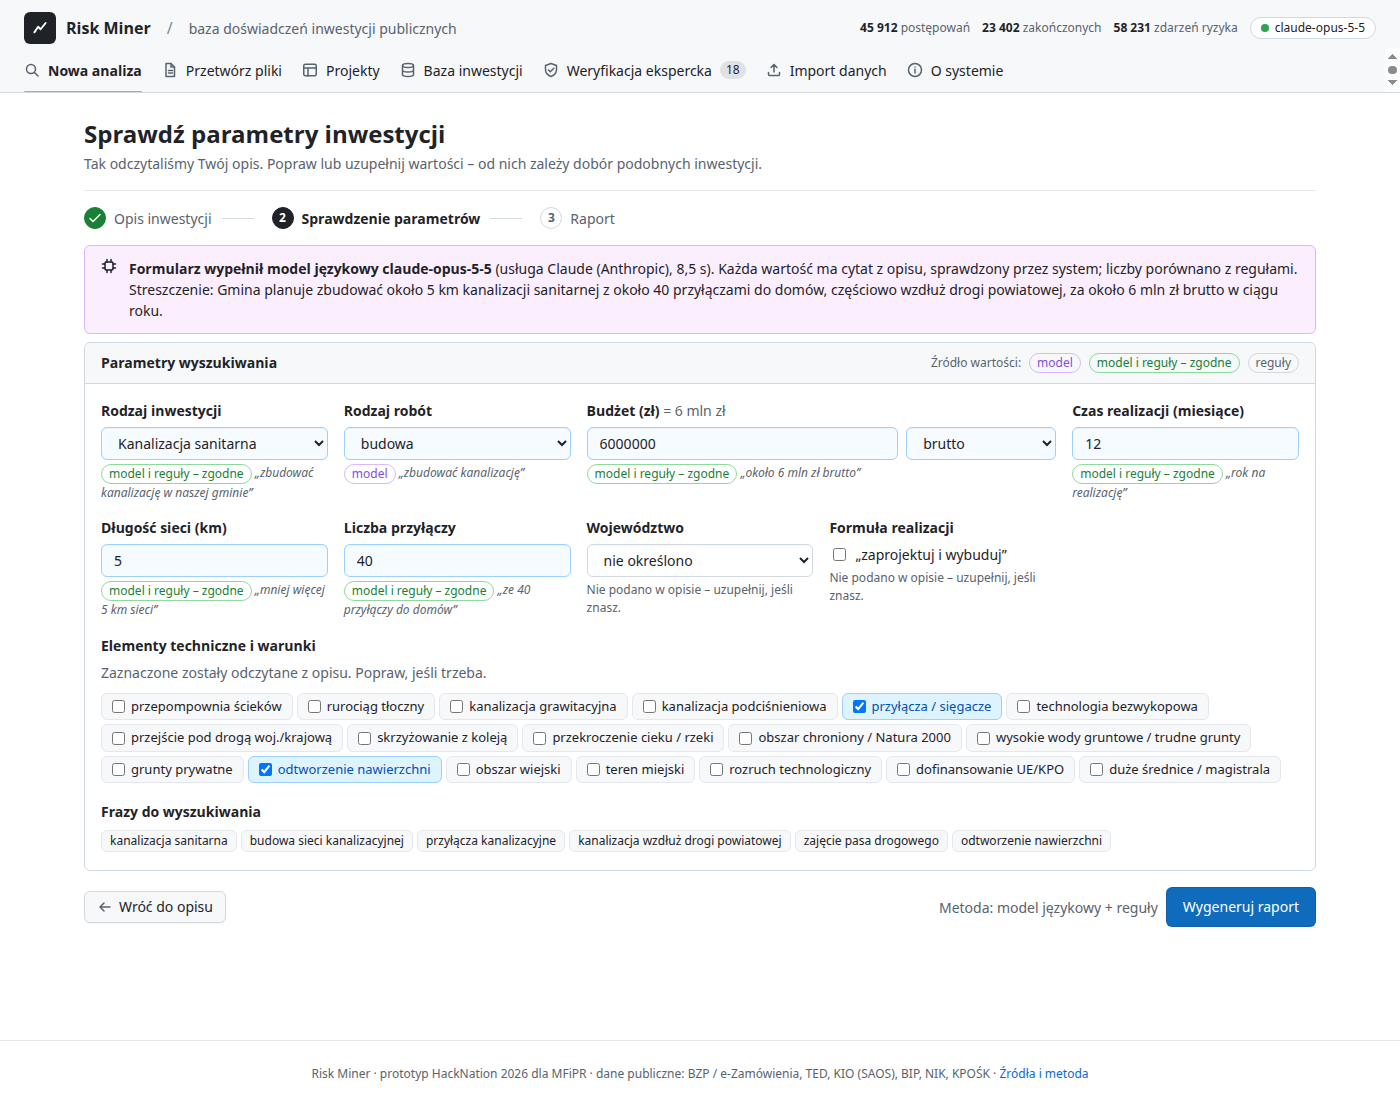 Risk Miner / baza doświadczeń inwestycji publicznych
45 912 postępowań 23 402 zakończonych 58 231 zdarzeń ryzyka claude-opus-5-5
Nowa analiza Przetwórz pliki Projekty Baza inwestycji Weryfikacja ekspercka 18 Import danych O systemie
Sprawdź parametry inwestycji
Tak odczytaliśmy Twój opis. Popraw lub uzupełnij wartości – od nich zależy dobór podobnych inwestycji.
Opis inwestycji 2 Sprawdzenie parametrów 3 Raport
Formularz wypełnił model językowy claude-opus-5-5 (usługa Claude (Anthropic), 8,5 s). Każda wartość ma cytat z opisu, sprawdzony przez system; liczby porównano z regułami.
Streszczenie: Gmina planuje zbudować około 5 km kanalizacji sanitarnej z około 40 przyłączami do domów, częściowo wzdłuż drogi powiatowej, za około 6 mln zł brutto w ciągu
roku.
Parametry wyszukiwania
Źródło wartości: model model i reguły – zgodne reguły
Rodzaj inwestycji
Kanalizacja sanitarna
model i reguły – zgodne „zbudować
kanalizację w naszej gminie”
Rodzaj robót
budowa
model „zbudować kanalizację”
Budżet (zł) = 6 mln zł
6000000 brutto
model i reguły – zgodne „około 6 mln zł brutto”
Czas realizacji (miesiące)
12
model i reguły – zgodne „rok na
realizację”
Długość sieci (km)
5
model i reguły – zgodne „mniej więcej
5 km sieci”
Liczba przyłączy
40
model i reguły – zgodne „ze 40
przyłączy do domów”
Województwo
nie określono
Nie podano w opisie – uzupełnij, jeśli
znasz.
Formuła realizacji
„zaprojektuj i wybuduj”
Nie podano w opisie – uzupełnij, jeśli
znasz.
Elementy techniczne i warunki
Zaznaczone zostały odczytane z opisu. Popraw, jeśli trzeba.
przepompownia ścieków rurociąg tłoczny kanalizacja grawitacyjna kanalizacja podciśnieniowa przyłącza / sięgacze technologia bezwykopowa
przejście pod drogą woj./krajową skrzyżowanie z koleją przekroczenie cieku / rzeki obszar chroniony / Natura 2000 wysokie wody gruntowe / trudne grunty
grunty prywatne odtworzenie nawierzchni obszar wiejski teren miejski rozruch technologiczny dofinansowanie UE/KPO duże średnice / magistrala
Frazy do wyszukiwania
kanalizacja sanitarna budowa sieci kanalizacyjnej przyłącza kanalizacyjne kanalizacja wzdłuż drogi powiatowej zajęcie pasa drogowego odtworzenie nawierzchni
Wróć do opisu Metoda: model językowy + reguły Wygeneruj raport
Risk Miner · prototyp HackNation 2026 dla MFiPR · dane publiczne: BZP / e-Zamówienia, TED, KIO (SAOS), BIP, NIK, KPOŚK · Źródła i metoda